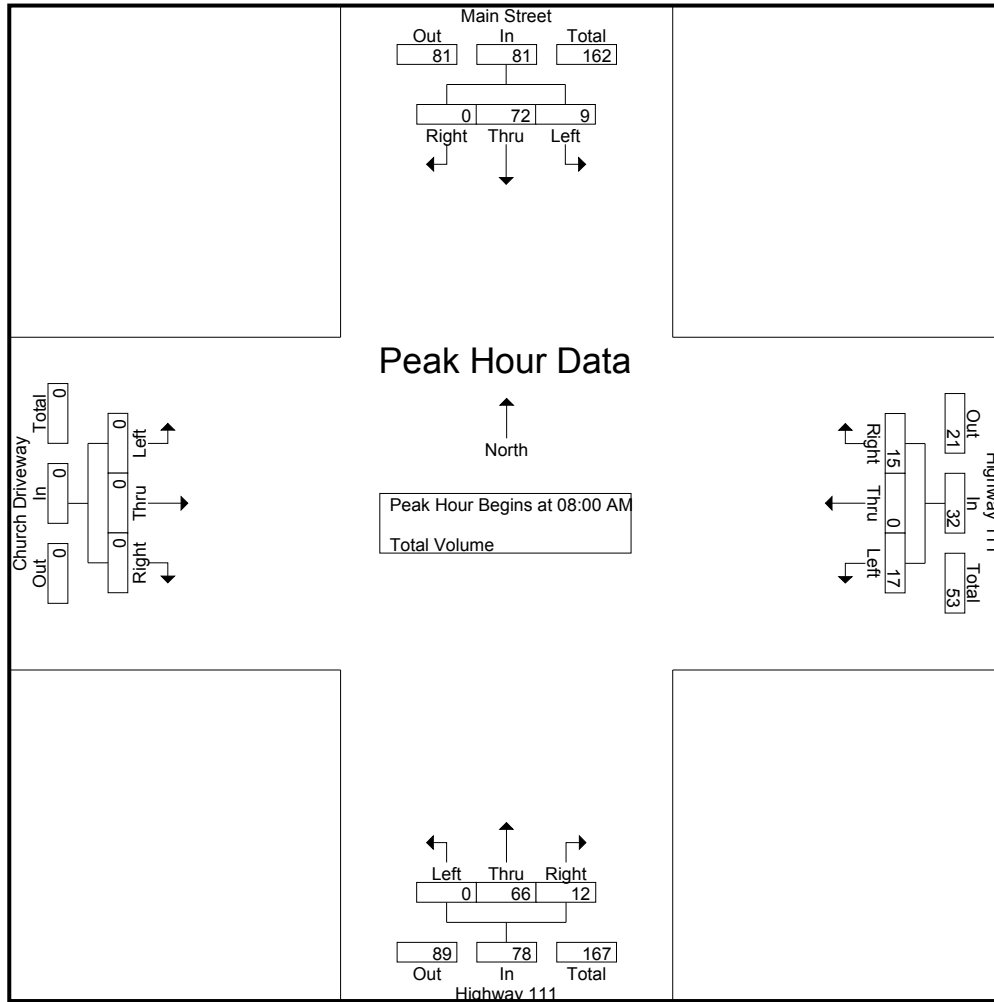 Main Street
Out In Total
81 81 162
0 72 9
Right Thru Left
Peak Hour Data
North
Peak Hour Begins at 08:00 AM
Total Volume
Church Driveway
Total In Out
0 0 0
0 0 0
Left Thru Right
Highway 111
Out In Total
21 32 53
15 0 17
Right Thru Left
Left Thru Right
0 66 12
89 78 167
Out In Total
Highway 111